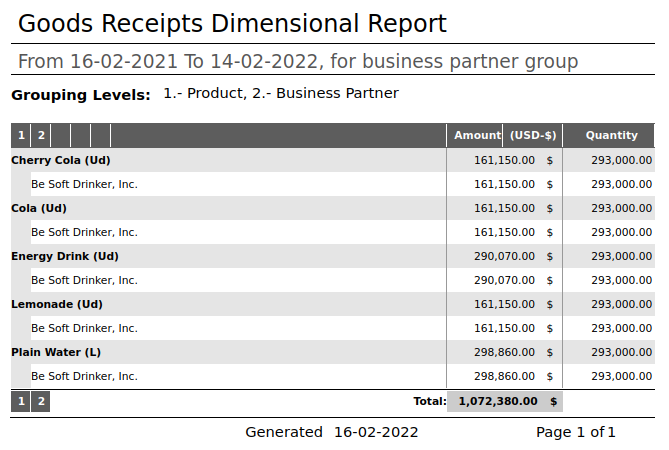 Goods Receipts Dimensional Report
From 16-02-2021 To 14-02-2022, for business partner group
Grouping Levels: 1.- Product, 2.- Business Partner
1 2 Amount (USD-$) Quantity
Cherry Cola (Ud) 161,150.00 $ 293,000.00
Be Soft Drinker, Inc. 161,150.00 $ 293,000.00
Cola (Ud) 161,150.00 $ 293,000.00
Be Soft Drinker, Inc. 161,150.00 $ 293,000.00
Energy Drink (Ud) 290,070.00 $ 293,000.00
Be Soft Drinker, Inc. 290,070.00 $ 293,000.00
Lemonade (Ud) 161,150.00 $ 293,000.00
Be Soft Drinker, Inc. 161,150.00 $ 293,000.00
Plain Water (L) 298,860.00 $ 293,000.00
Be Soft Drinker, Inc. 298,860.00 $ 293,000.00
1 2 Total: 1,072,380.00 $
Generated 16-02-2022 Page 1 of 1